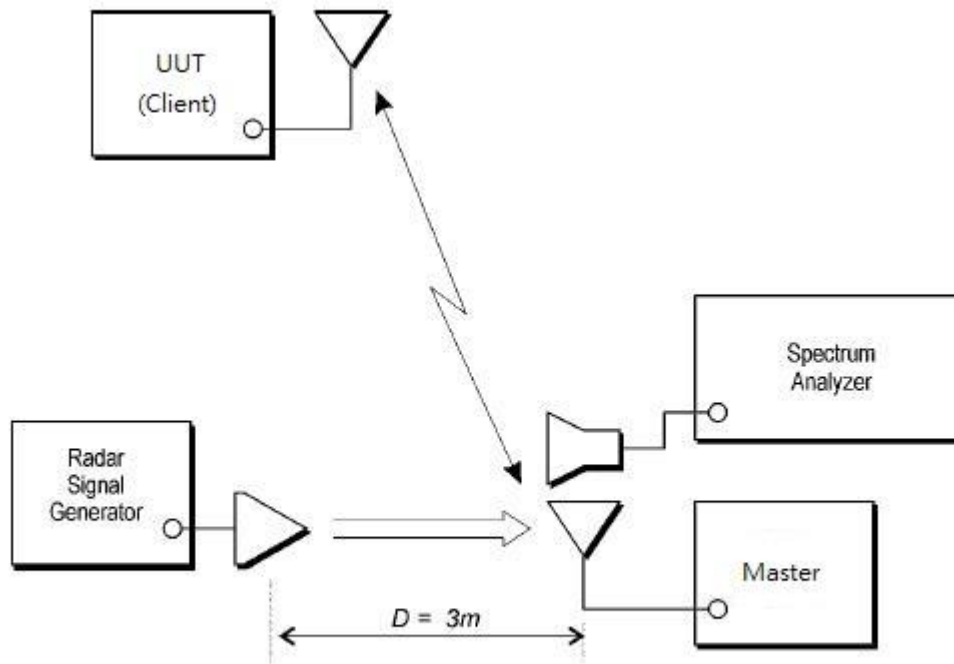 UUT
(Client)
Spectrum
Analyzer
Radar
Signal
Generator
Master
D = 3m